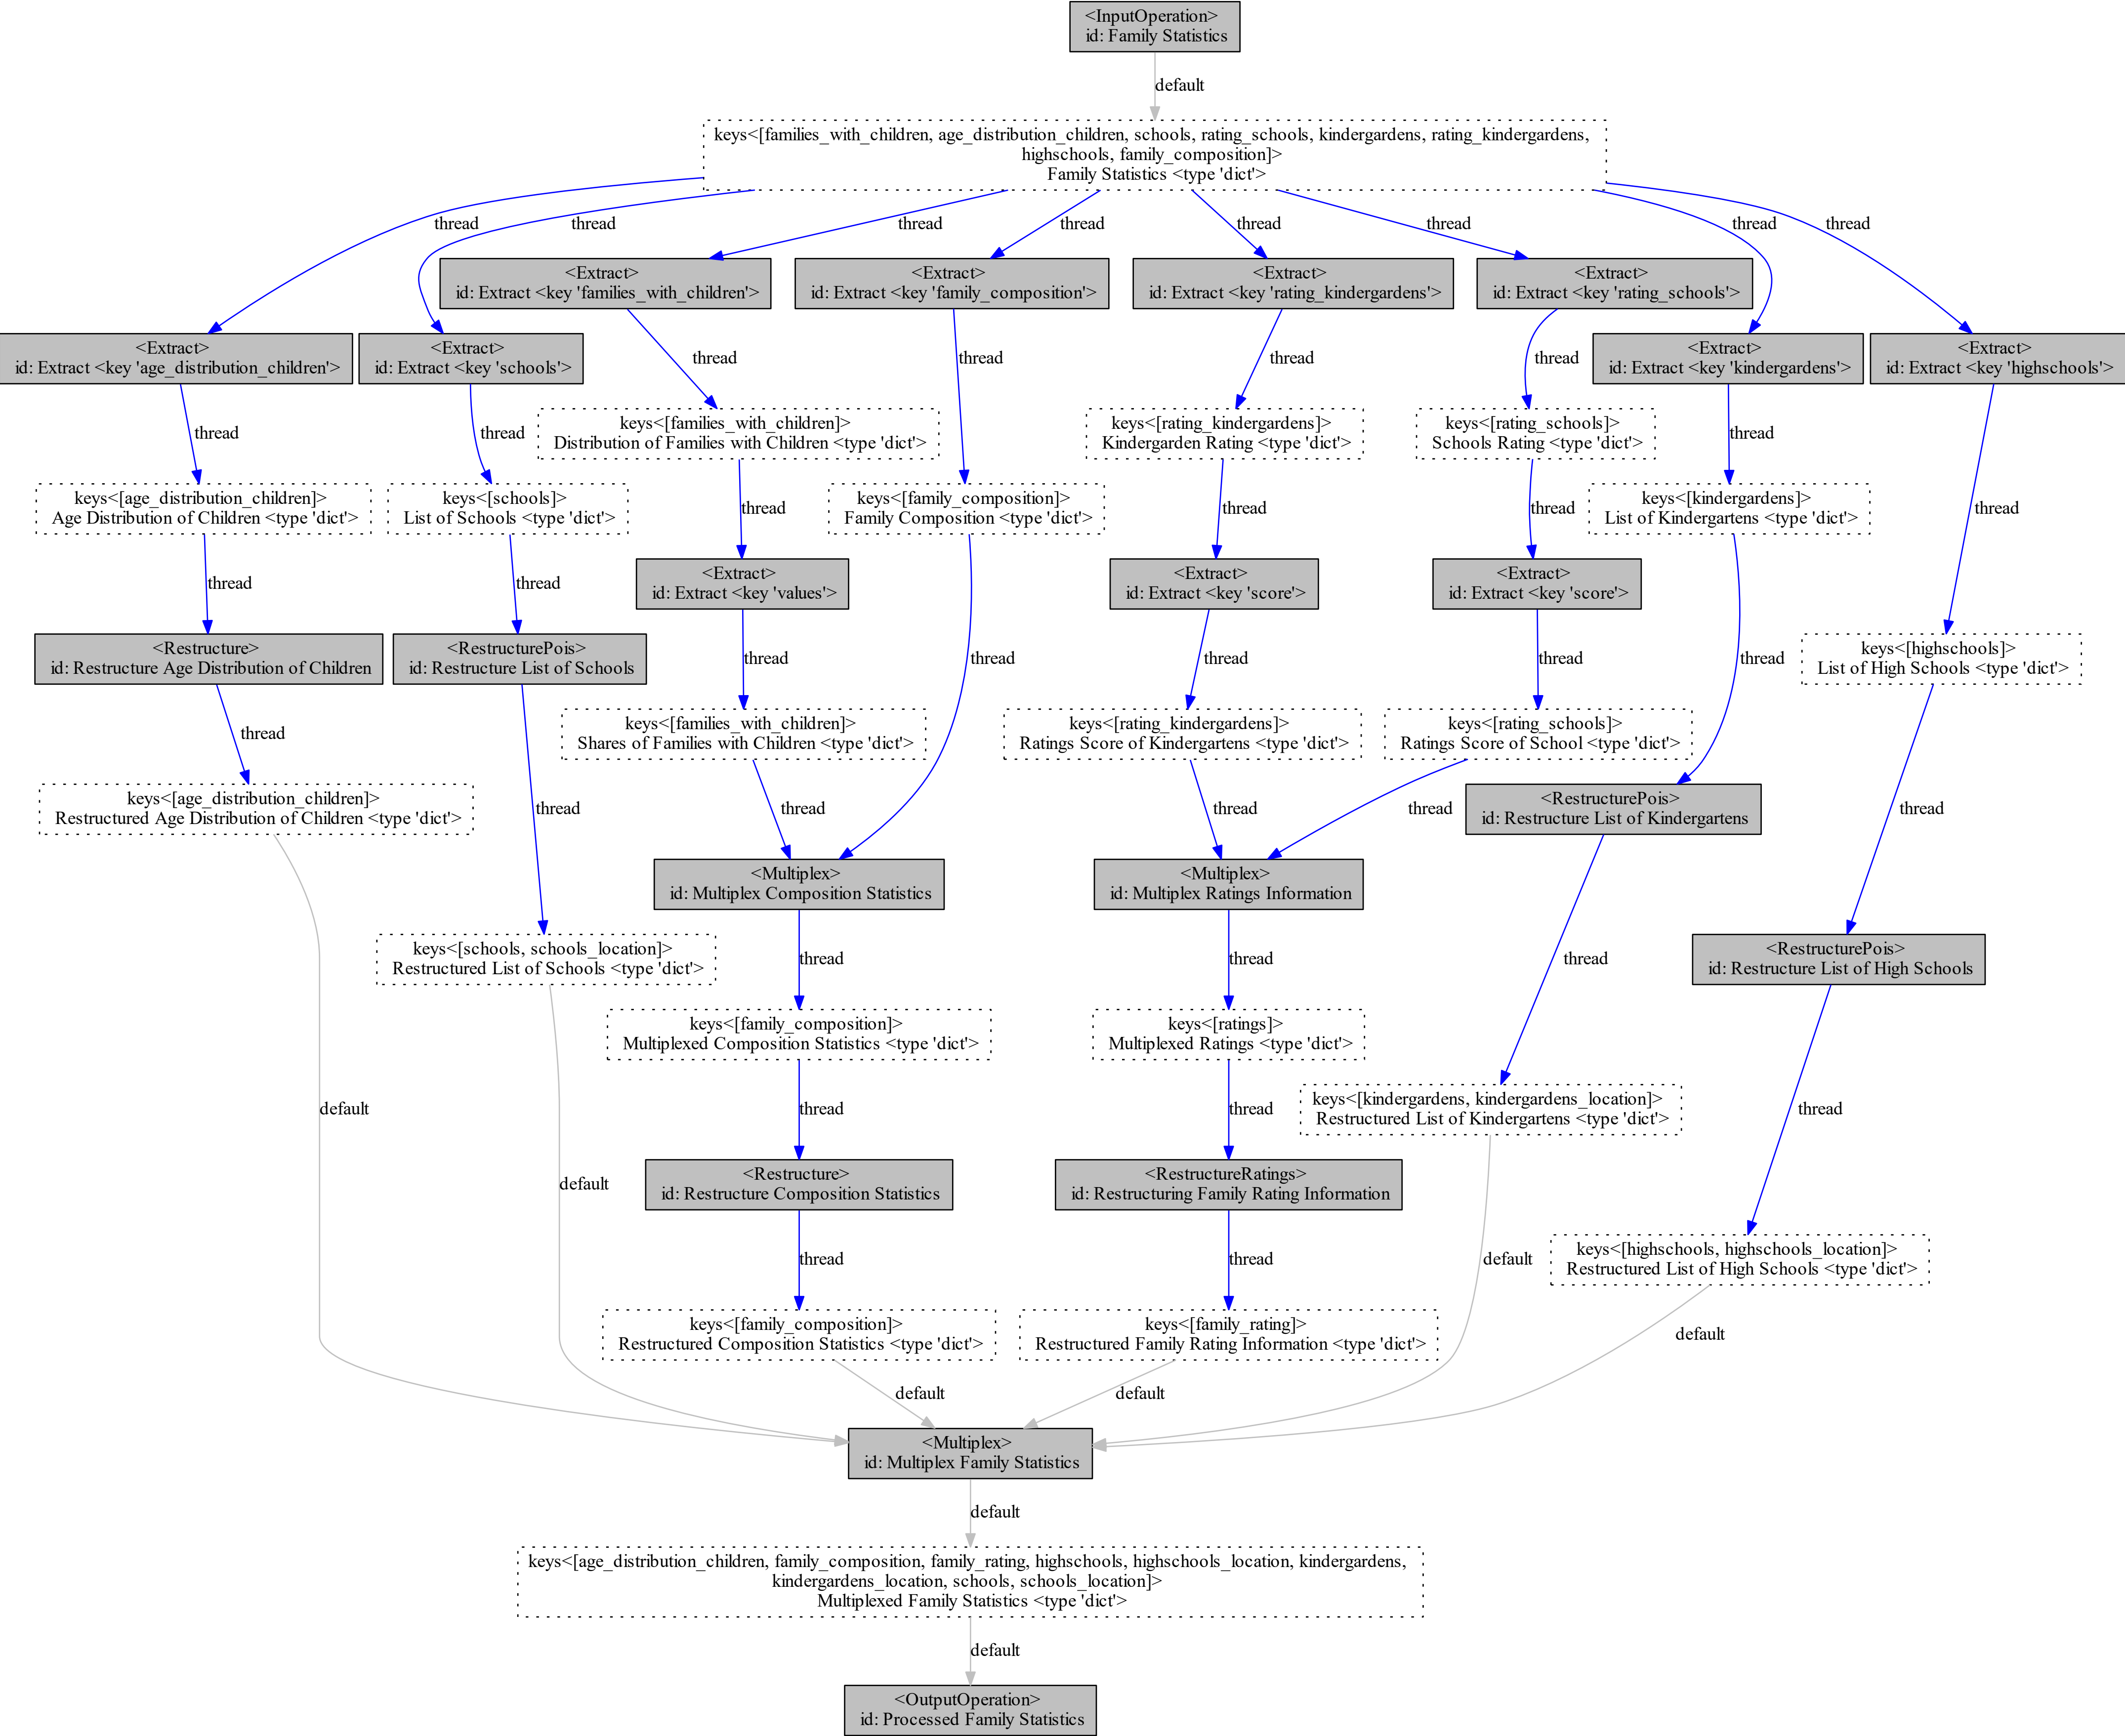 <InputOperation>
id: Family Statistics
default
keys<[families_with_children, age_distribution_children, schools, rating_schools, kindergardens, rating_kindergardens,
highschools, family_composition]>
Family Statistics <type 'dict'>
thread
thread
thread
thread
thread
thread
thread
thread
<Extract>
id: Extract <key 'families_with_children'>
<Extract>
id: Extract <key 'family_composition'>
<Extract>
id: Extract <key 'rating_kindergardens'>
<Extract>
id: Extract <key 'rating_schools'>
<Extract>
id: Extract <key 'age_distribution_children'>
<Extract>
id: Extract <key 'schools'>
thread
thread
thread
thread
<Extract>
id: Extract <key 'kindergardens'>
<Extract>
id: Extract <key 'highschools'>
thread
thread
keys<[families_with_children]>
Distribution of Families with Children <type 'dict'>
keys<[rating_kindergardens]>
Kindergarden Rating <type 'dict'>
keys<[rating_schools]>
Schools Rating <type 'dict'>
thread
keys<[age_distribution_children]>
Age Distribution of Children <type 'dict'>
keys<[schools]>
List of Schools <type 'dict'>
thread
keys<[family_composition]>
Family Composition <type 'dict'>
thread
thread
keys<[kindergardens]>
List of Kindergartens <type 'dict'>
thread
thread
thread
<Extract>
id: Extract <key 'values'>
<Extract>
id: Extract <key 'score'>
<Extract>
id: Extract <key 'score'>
<Restructure>
id: Restructure Age Distribution of Children
<RestructurePois>
id: Restructure List of Schools
thread
thread
thread
thread
thread
keys<[highschools]>
List of High Schools <type 'dict'>
thread
keys<[families_with_children]>
Shares of Families with Children <type 'dict'>
keys<[rating_kindergardens]>
Ratings Score of Kindergartens <type 'dict'>
keys<[rating_schools]>
Ratings Score of School <type 'dict'>
keys<[age_distribution_children]>
Restructured Age Distribution of Children <type 'dict'>
thread
thread
thread
thread
<RestructurePois>
id: Restructure List of Kindergartens
thread
<Multiplex>
id: Multiplex Composition Statistics
<Multiplex>
id: Multiplex Ratings Information
keys<[schools, schools_location]>
Restructured List of Schools <type 'dict'>
thread
thread
thread
<RestructurePois>
id: Restructure List of High Schools
keys<[family_composition]>
Multiplexed Composition Statistics <type 'dict'>
keys<[ratings]>
Multiplexed Ratings <type 'dict'>
default
thread
thread
keys<[kindergardens, kindergardens_location]>
Restructured List of Kindergartens <type 'dict'>
thread
default
<Restructure>
id: Restructure Composition Statistics
<RestructureRatings>
id: Restructuring Family Rating Information
thread
thread
default
keys<[highschools, highschools_location]>
Restructured List of High Schools <type 'dict'>
keys<[family_composition]>
Restructured Composition Statistics <type 'dict'>
keys<[family_rating]>
Restructured Family Rating Information <type 'dict'>
default
default
default
<Multiplex>
id: Multiplex Family Statistics
default
keys<[age_distribution_children, family_composition, family_rating, highschools, highschools_location, kindergardens,
kindergardens_location, schools, schools_location]>
Multiplexed Family Statistics <type 'dict'>
default
<OutputOperation>
id: Processed Family Statistics